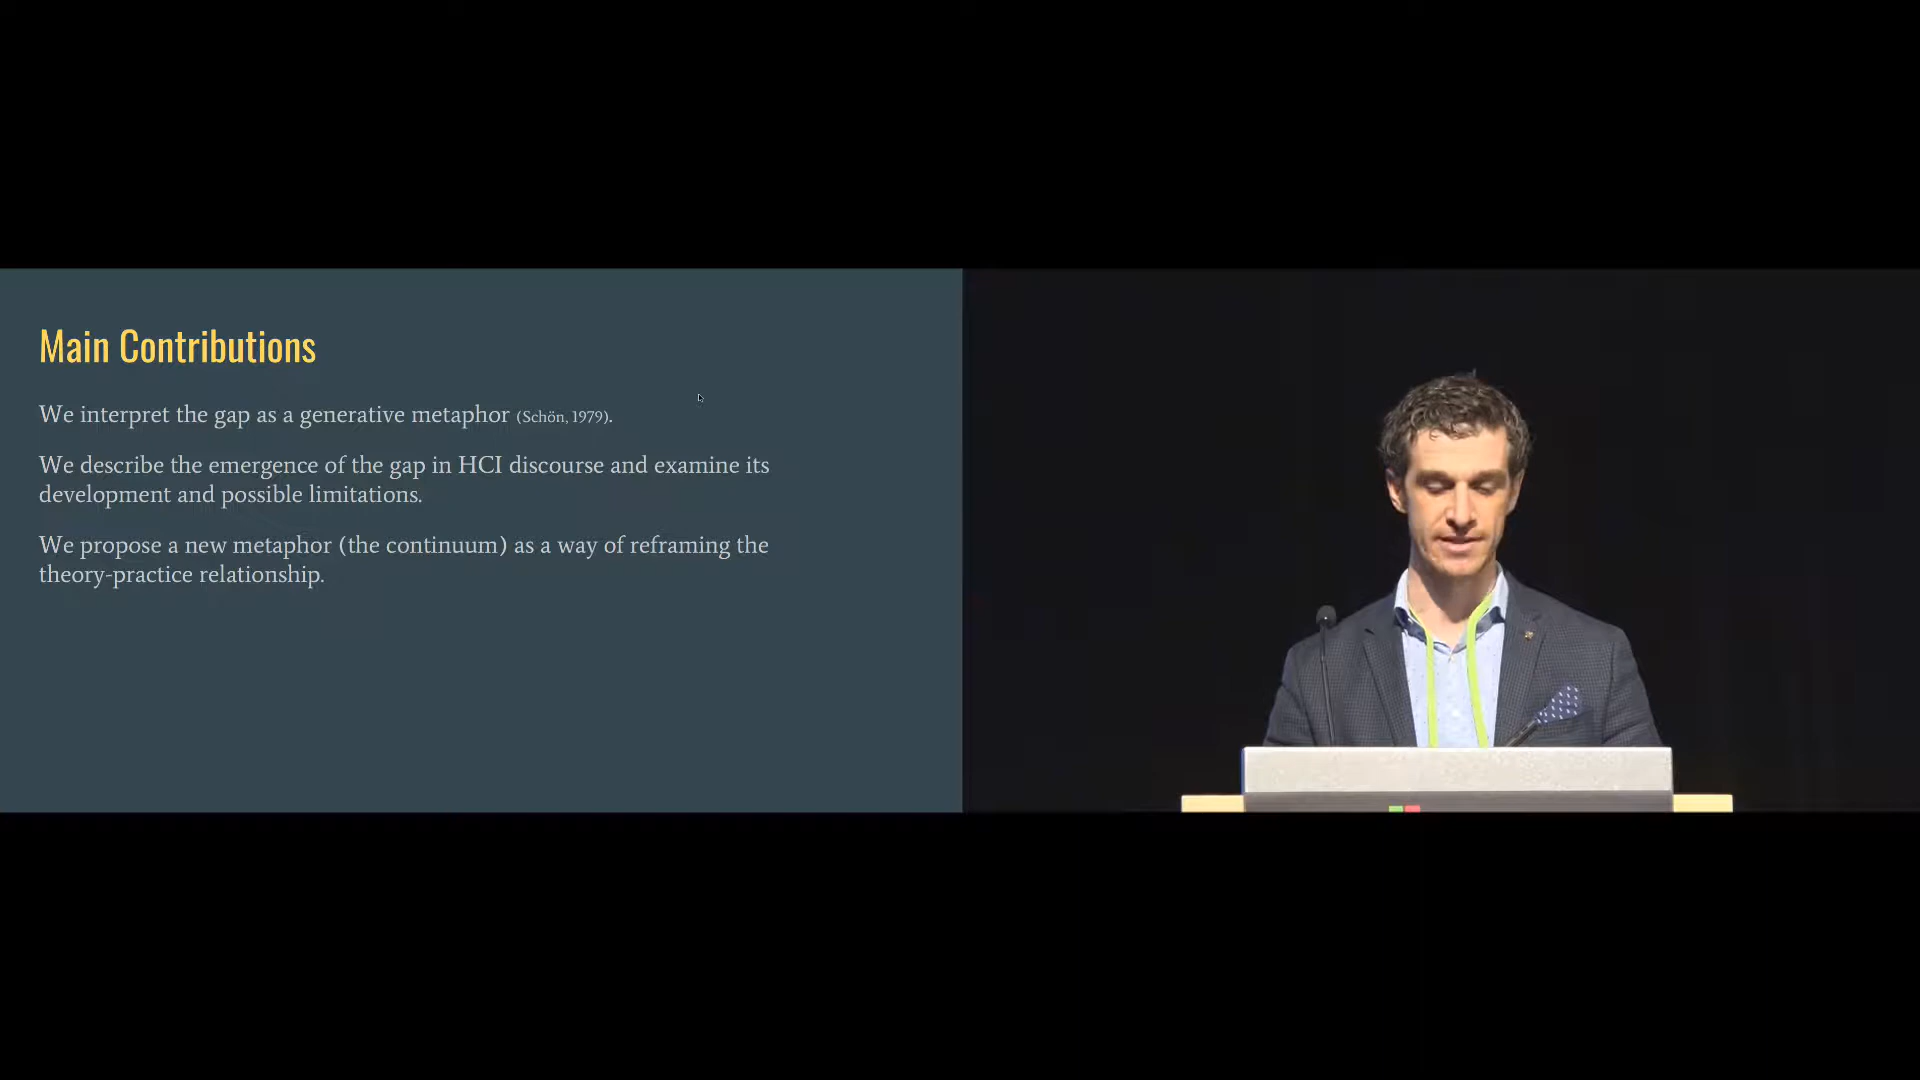 Main Contributions
We interpret the gap as a generative metaphor (Schön, 1979).
We describe the emergence of the gap in HCI discourse and examine its
development and possible limitations.
We propose a new metaphor (the continuum) as a way of reframing the
theory-practice relationship.